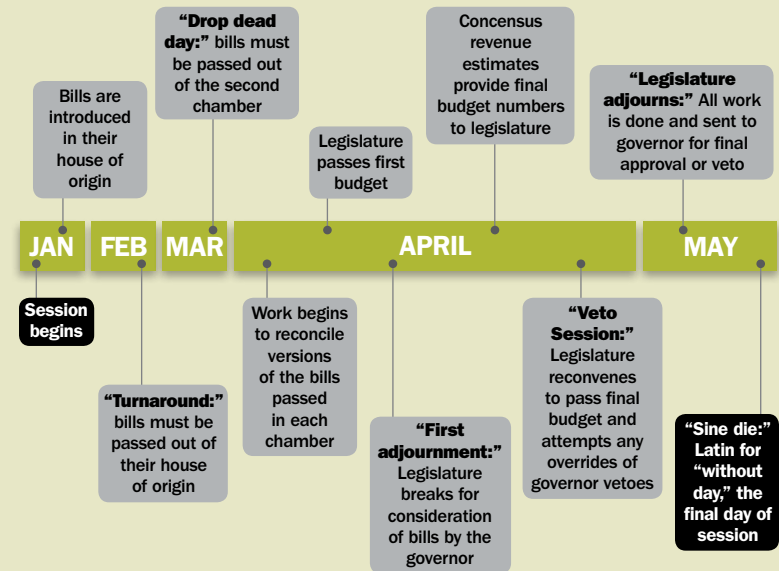 “Drop dead
day:” bills must
be passed out
of the second
chamber
Concensus
revenue
estimates
provide final
budget numbers
to legislature
“Legislature
adjourns:” All work
is done and sent to
governor for final
approval or veto
Bills are
introduced
in their
house of
origin
Legislature
passes first
budget
JAN
FEB
MAR
APRIL
MAY
Session
begins
“Turnaround:”
bills must be
passed out of
their house
of origin
Work begins
to reconcile
versions
of the bills
passed
in each
chamber
“First
adjournment:”
Legislature
breaks for
consideration
of bills by the
governor
“Veto
Session:”
Legislature
reconvenes
to pass final
budget and
attempts any
overrides of
governor vetoes
“Sine die:”
Latin for
“without
day,” the
final day of
session